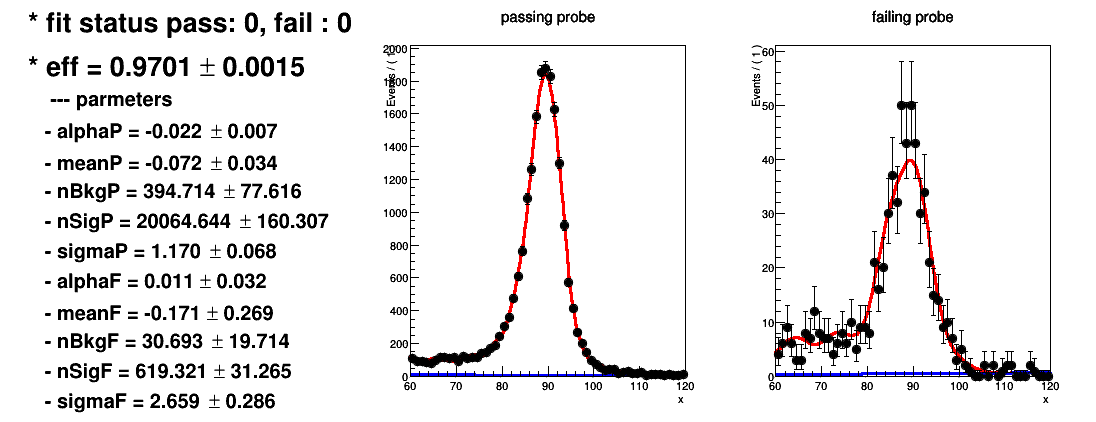 * fit status pass: 0, fail : 0
* eff = 0.9701 ± 0.0015
--- parmeters
- alphaP = -0.022 ± 0.007
- meanP = -0.072 ± 0.034
- nBkgP = 394.714 ± 77.616
- nSigP = 20064.644 ± 160.307
- sigmaP = 1.170 ± 0.068
- alphaF = 0.011 ± 0.032
- meanF = -0.171 ± 0.269
- nBkgF = 30.693 ± 19.714
- nSigF = 619.321 ± 31.265
- sigmaF = 2.659 ± 0.286
passing probe
Events / ( 1 )
2000
1800
1600
1400
1200
1000
800
600
400
200
0
60 70 80 90 100 110 120
x
failing probe
Events / ( 1 )
60
50
40
30
20
10
0
60 70 80 90 100 110 120
x